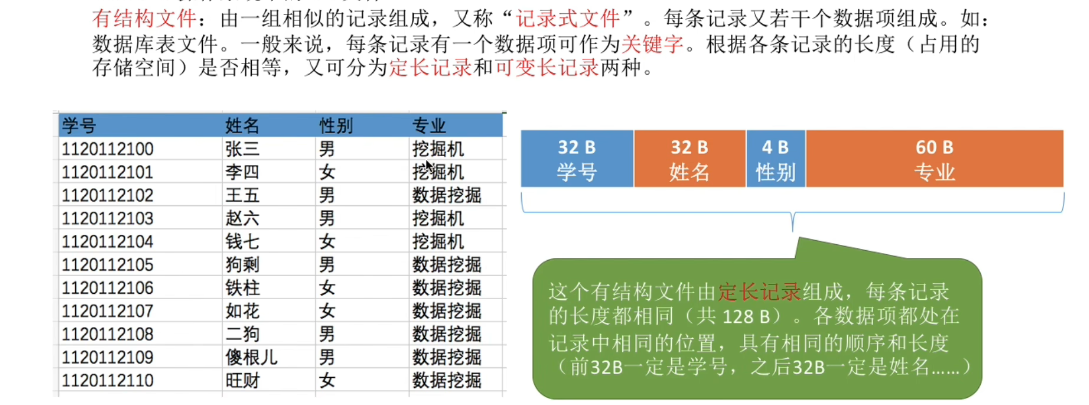 有结构文件：由一组相似的记录组成，又称“记录式文件”。每条记录又若干个数据项组成。如：
数据库表文件。一般来说，每条记录有一个数据项可作为关键字。根据各条记录的长度（占用的
存储空间）是否相等，又可分为定长记录和可变长记录两种。
学号 姓名 性别 专业
1120112100 张三 男 挖掘机
1120112101 李四 女 挖掘机
1120112102 王五 男 数据挖掘
1120112103 赵六 男 挖掘机
1120112104 钱七 女 挖掘机
1120112105 狗剩 男 数据挖掘
1120112106 铁柱 女 数据挖掘
1120112107 如花 女 数据挖掘
1120112108 二狗 男 数据挖掘
1120112109 傻根儿 男 数据挖掘
1120112110 旺财 女 数据挖掘
32 B 32 B 4 B 60 B
学号 姓名 性别 专业
这个有结构文件由定长记录组成，每条记录
的长度都相同（共 128 B）。各数据项都处在
记录中相同的位置，具有相同的顺序和长度
（前32B一定是学号，之后32B一定是姓名......）